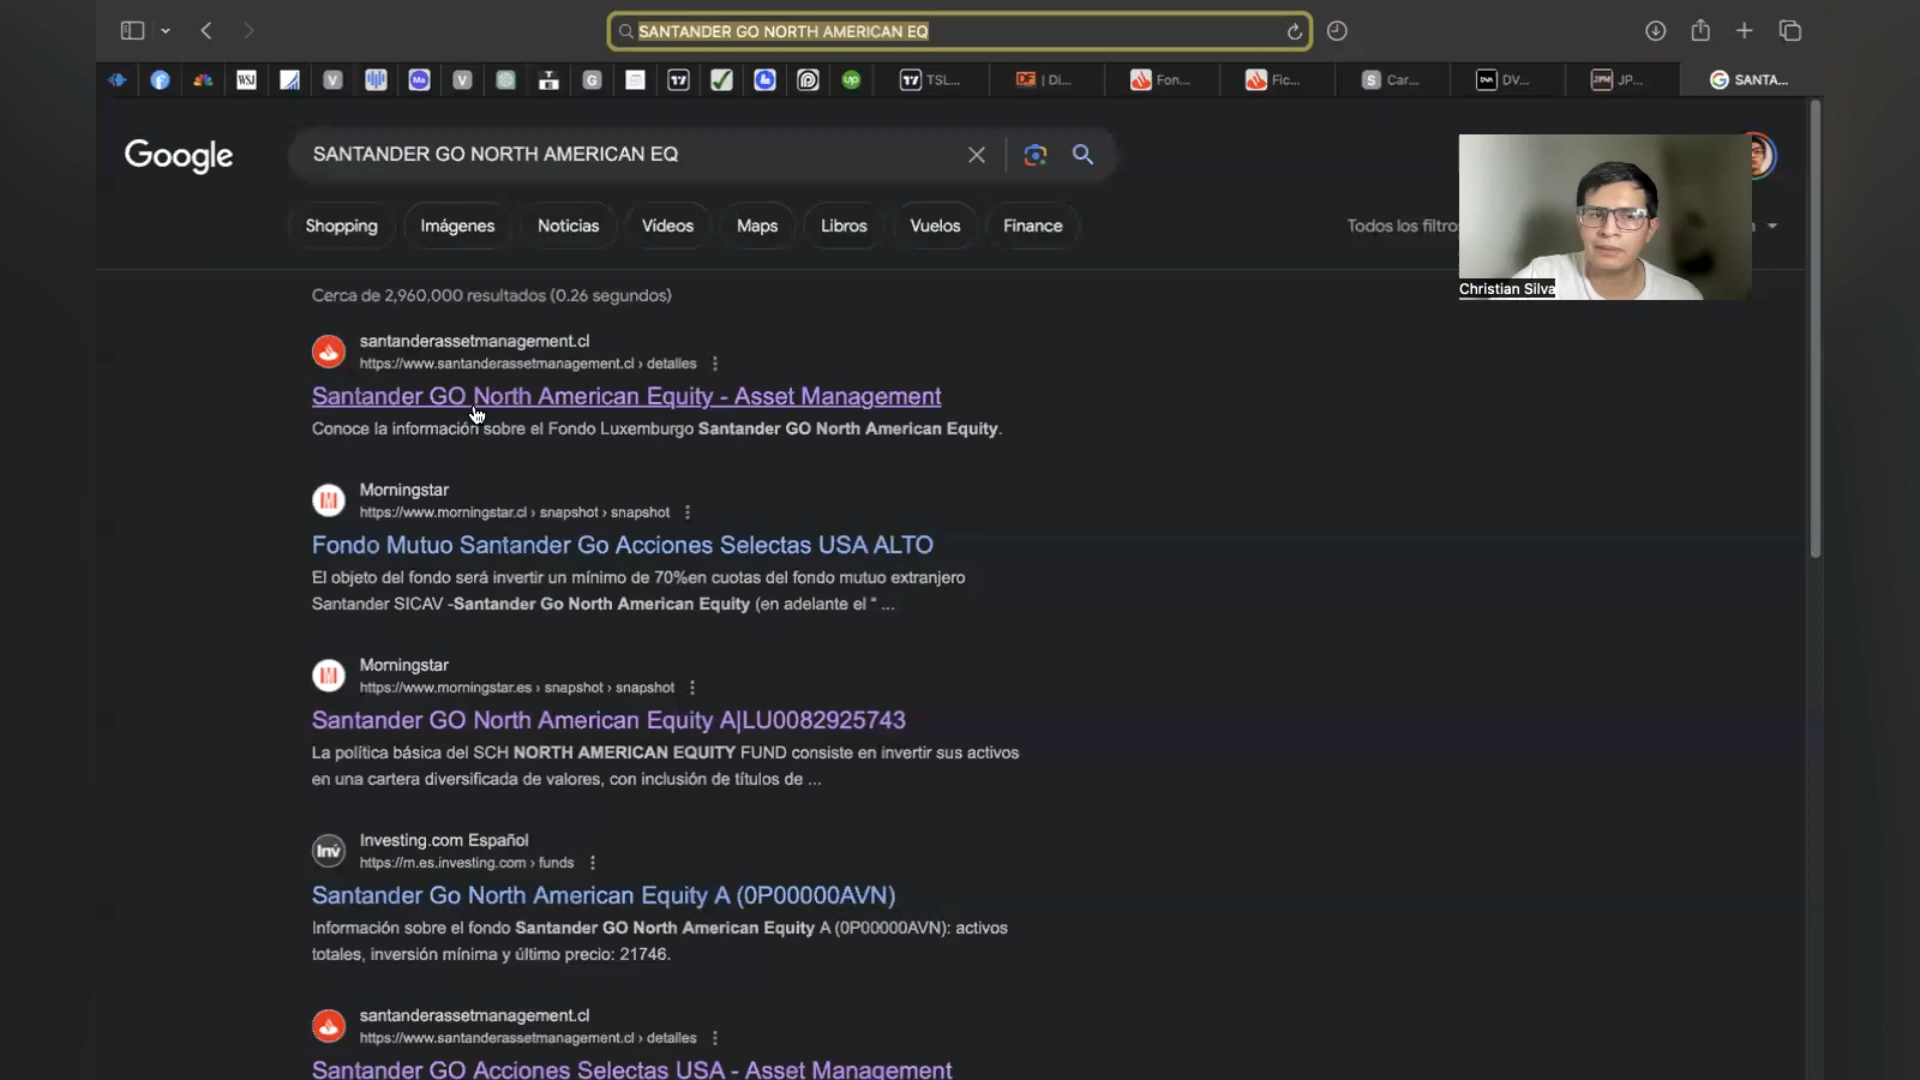 SANTANDER GO NORTH AMERICAN EQ
WSJ
V
Ma
V
G
17
up
17 TSL...
DF | Di...
Fon...
Fic...
S Car...
DVA DV...
JPM JP...
G SANTA...
Google
SANTANDER GO NORTH AMERICAN EQ
Shopping
Imágenes
Noticias
Videos
Maps
Libros
Vuelos
Finance
Todos los filtro
Christian Silva
Cerca de 2,960,000 resultados (0.26 segundos)
santanderassetmanagement.cl
https://www.santanderassetmanagement.cl › detalles
Santander GO North American Equity - Asset Management
Conoce la información sobre el Fondo Luxemburgo Santander GO North American Equity.
Morningstar
https://www.morningstar.cl › snapshot › snapshot
Fondo Mutuo Santander Go Acciones Selectas USA ALTO
El objeto del fondo será invertir un mínimo de 70%en cuotas del fondo mutuo extranjero
Santander SICAV -Santander Go North American Equity (en adelante el “ ...
Morningstar
https://www.morningstar.es › snapshot › snapshot
Santander GO North American Equity A|LU0082925743
La política básica del SCH NORTH AMERICAN EQUITY FUND consiste en invertir sus activos
en una cartera diversificada de valores, con inclusión de títulos de ...
Inv
Investing.com Español
https://m.es.investing.com › funds
Santander Go North American Equity A (0P00000AVN)
Información sobre el fondo Santander GO North American Equity A (0P00000AVN): activos
totales, inversión mínima y último precio: 21746.
santanderassetmanagement.cl
https://www.santanderassetmanagement.cl › detalles
Santander GO Acciones Selectas USA - Asset Management